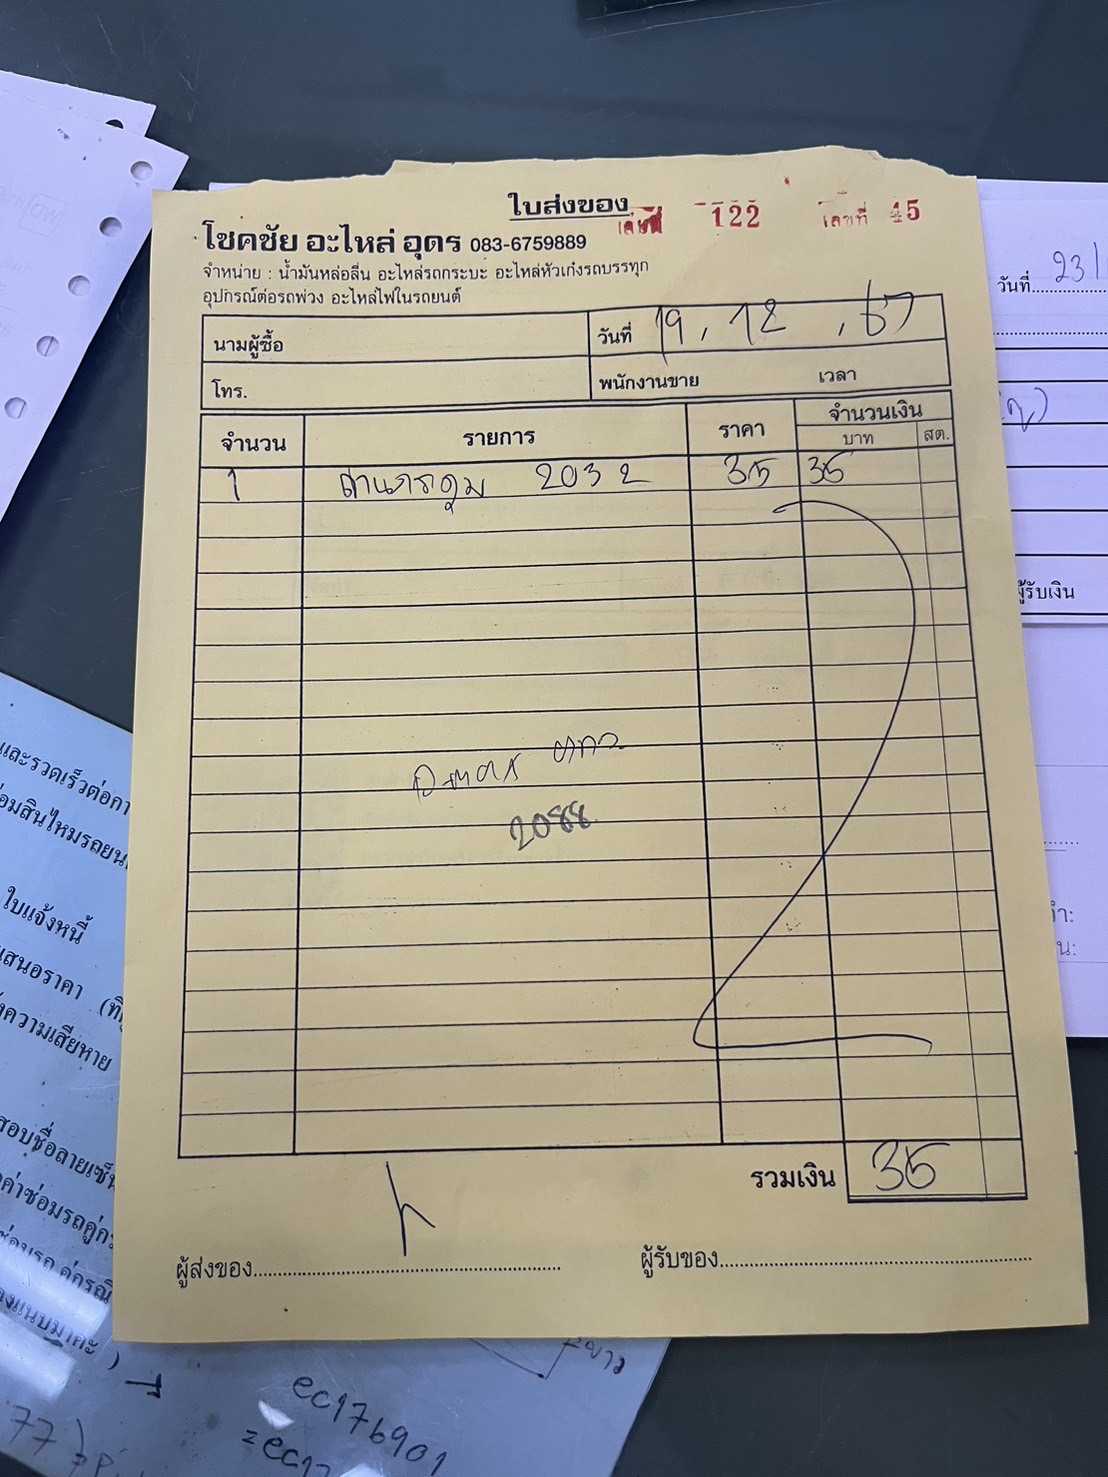 ใบส่งของ
เล่มที่ 122 เลขที่ 45
โชคชัย อะไหล่ อุดร 083-6759889
จำหน่าย : น้ำมันหล่อลื่น อะไหล่รถกระบะ อะไหล่หัวเก๋งรถบรรทุก
อุปกรณ์ต่อรถพ่วง อะไหล่ไฟในรถยนต์
นามผู้ซื้อ วันที่ 19, 12, 67
โทร. พนักงานขาย เวลา
จำนวน รายการ ราคา จำนวนเงิน
บาท สต.
1 ถ่านกระดุม 2032 35 35
2088
รวมเงิน 35
ผู้ส่งของ ผู้รับของ
วันที่ 23/
ผู้รับเงิน
และรวดเร็วต่อกา
่อมสินไหมรถยน
ใบแจ้งหนี้
เสนอราคา
งความเสียหาย
สอบชื่อลายเซ็น
ค่าซ่อมรถคู่กร
ec176901
=ec17
77